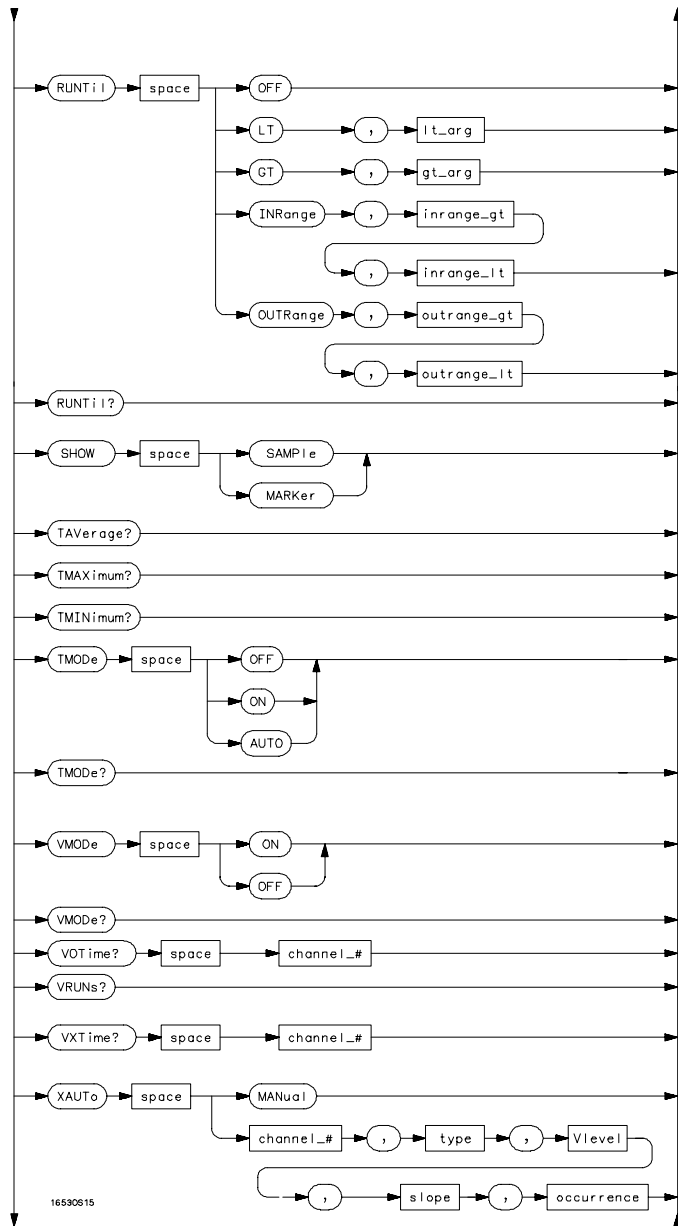 RUNTil space OFF
LT , lt_arg
GT , gt_arg
INRange , inrange_gt
, inrange_lt
OUTRange , outrange_gt
, outrange_lt
RUNTil?
SHOW space SAMPle
MARKer
TAVerage?
TMAXimum?
TMINimum?
TMODe space OFF
ON
AUTO
TMODe?
VMODe space ON
OFF
VMODe?
VOTime? space channel_#
VRUNs?
VXTime? space channel_#
XAUTo space MANual
channel_# , type , Vlevel
, slope , occurrence
16530S15